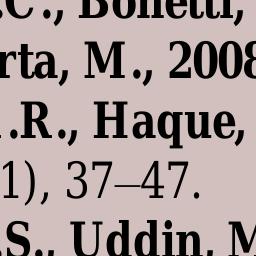 .C., Bonetti,
rta, M., 2008
.R., Haque,
1), 37–47.
.S., Uddin, M